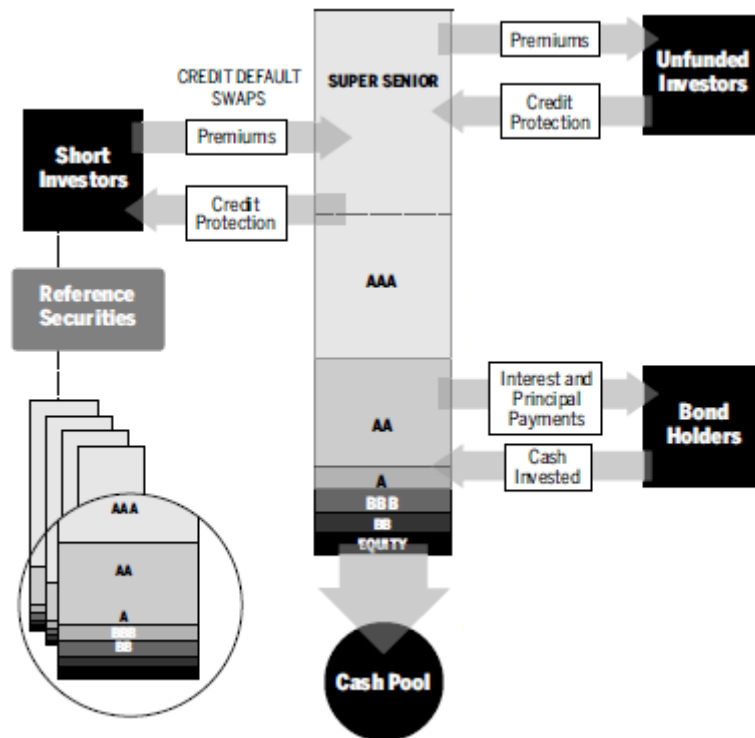 CREDIT DEFAULT
SWAPS
Short
Investors
Premiums
Credit
Protection
Reference
Securities
AAA
AA
A
BBB
BB
SUPER SENIOR
AAA
AA
A
BBB
BB
EQUITY
Cash Pool
Premiums
Credit
Protection
Unfunded
Investors
Interest and
Principal
Payments
Cash
Invested
Bond
Holders